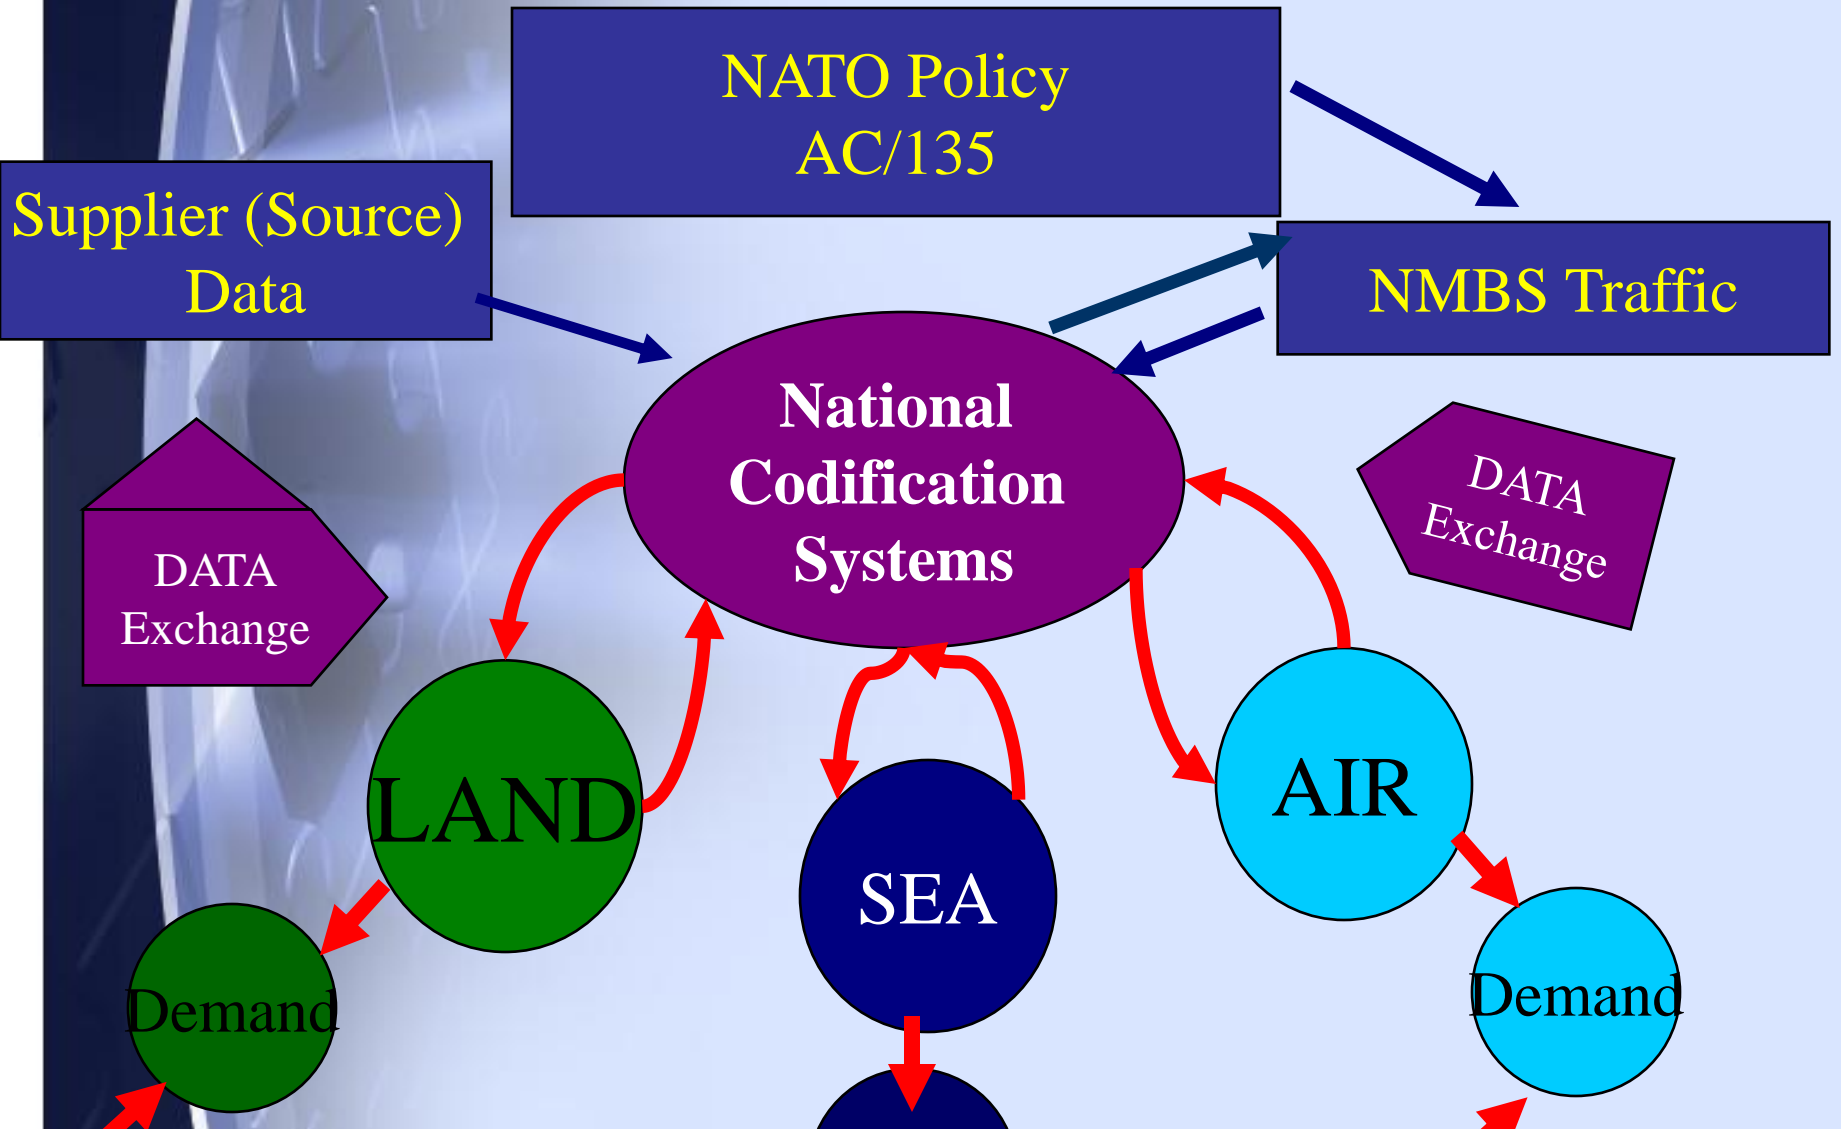 NATO Policy
AC/135
Supplier (Source)
Data
NMBS Traffic
National
Codification
Systems
DATA
Exchange
DATA
Exchange
LAND
AIR
SEA
Demand
Demand